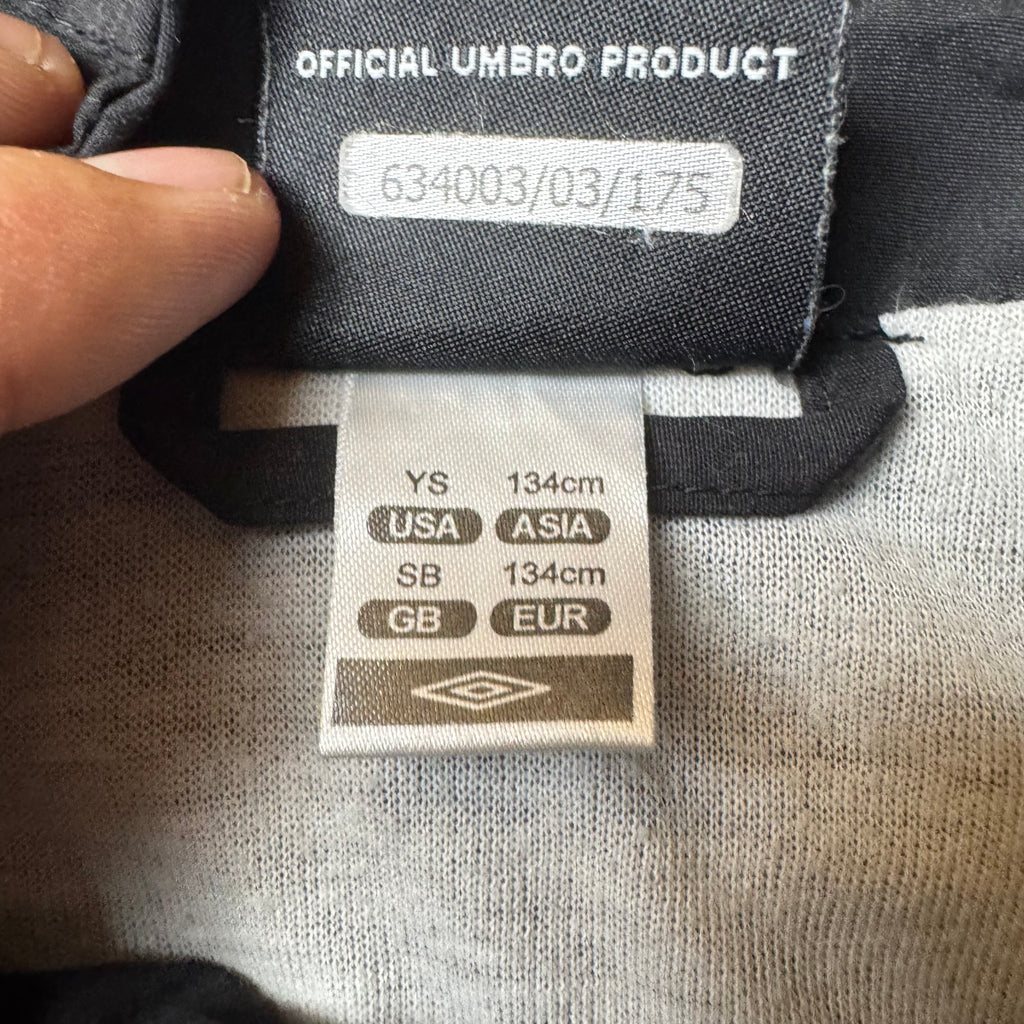 OFFICIAL UMBRO PRODUCT
634003/03/175
YS 134cm
USA ASIA
SB 134cm
GB EUR